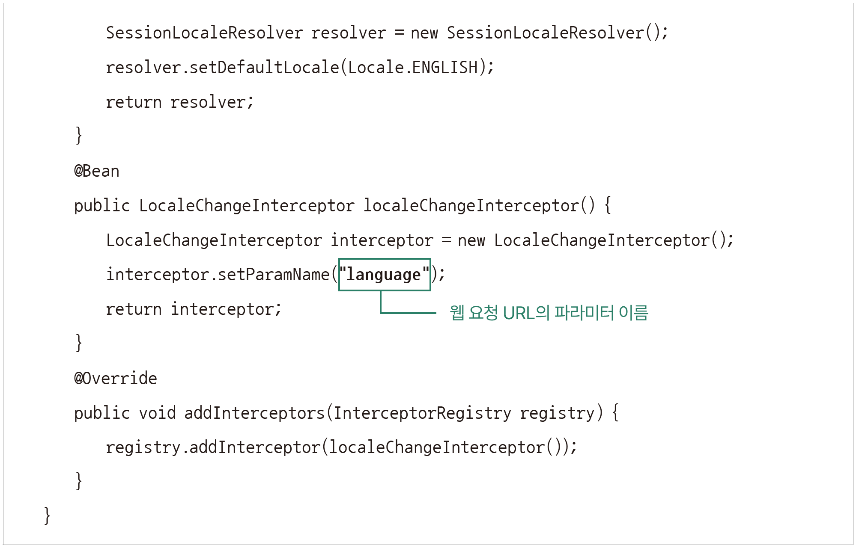 SessionLocaleResolver resolver = new SessionLocaleResolver();
resolver.setDefaultLocale(Locale.ENGLISH);
return resolver;
}
@Bean
public LocaleChangeInterceptor localeChangeInterceptor() {
LocaleChangeInterceptor interceptor = new LocaleChangeInterceptor();
interceptor.setParamName("language");
return interceptor;
웹 요청 URL의 파라미터 이름
}
@Override
public void addInterceptors(InterceptorRegistry registry) {
registry.addInterceptor(localeChangeInterceptor());
}
}